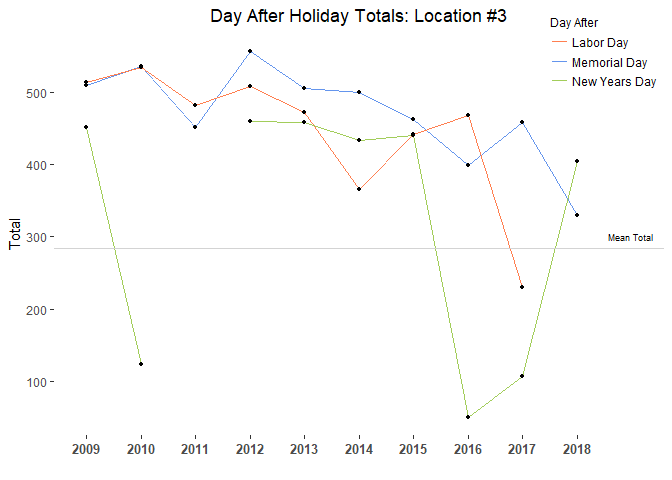 Day After Holiday Totals: Location #3
Day After
Labor Day
Memorial Day
New Years Day
500
400
300
200
100
Total
Mean Total
2009 2010 2011 2012 2013 2014 2015 2016 2017 2018